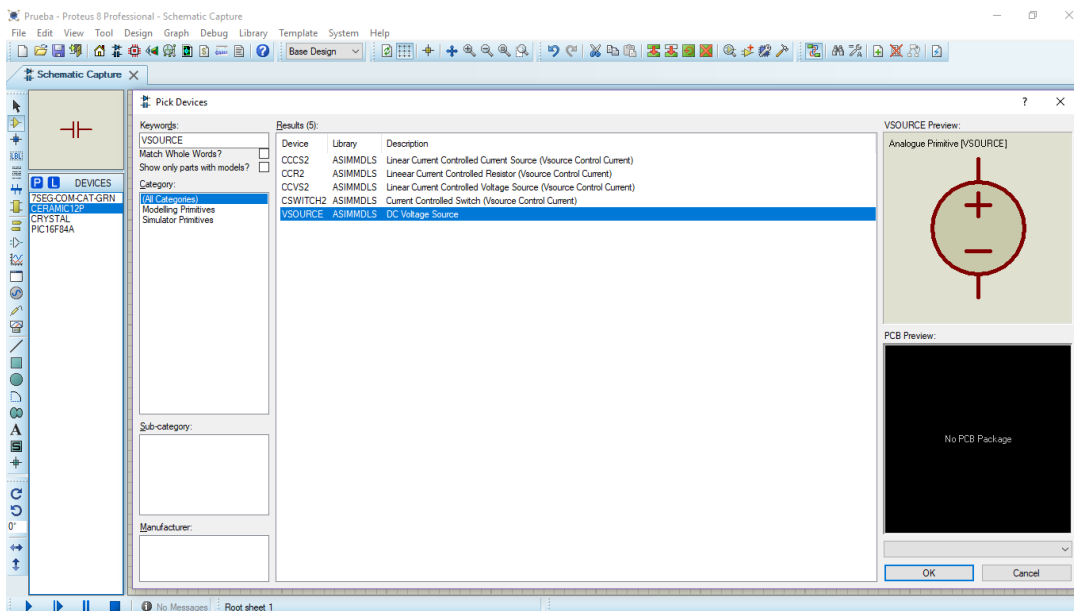 Prueba - Proteus 8 Professional - Schematic Capture
File Edit View Tool Design Graph Debug Library Template System Help
Base Design
Schematic Capture
Pick Devices
Keywords:
VSOURCE
Match Whole Words?
Show only parts with models?
Category:
(All Categories)
Modelling Primitives
Simulator Primitives
Sub-category:
Manufacturer:
Results (5):
Device Library Description
CCCS2 ASIMMDLS Linear Current Controlled Current Source (Vsource Control Current)
CCR2 ASIMMDLS Lineear Current Controlled Resistor (Vsource Control Current)
CCVS2 ASIMMDLS Linear Current Controlled Voltage Source (Vsource Control Current)
CSWITCH2 ASIMMDLS Current Controlled Switch (Vsource Control Current)
VSOURCE ASIMMDLS DC Voltage Source
VSOURCE Preview:
Analogue Primitive [VSOURCE]
PCB Preview:
No PCB Package
OK Cancel
P L DEVICES
7SEG-COM-CAT-GRN
CERAMIC12P
CRYSTAL
PIC16F84A
LBL
A
S
0°
No Messages Root sheet 1